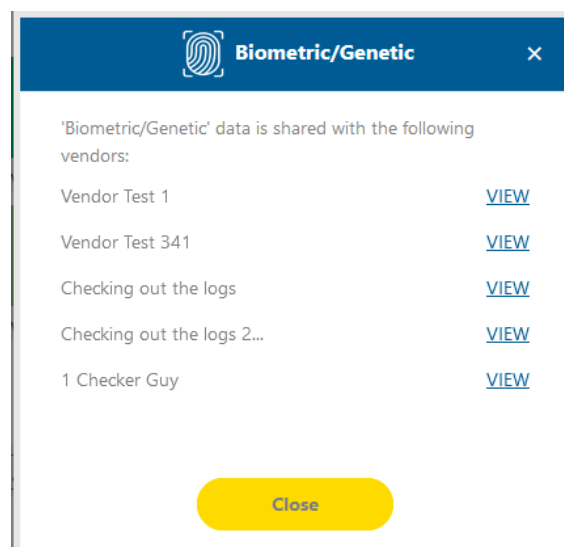 Biometric/Genetic ×
'Biometric/Genetic' data is shared with the following
vendors:
Vendor Test 1 VIEW
Vendor Test 341 VIEW
Checking out the logs VIEW
Checking out the logs 2... VIEW
1 Checker Guy VIEW
Close